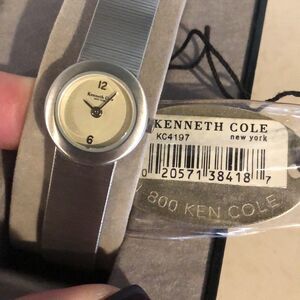 12
Kenneth Cole
6
KENNETH COLE
KC4197 new york
0 20571 38418 7
800 KEN COLE